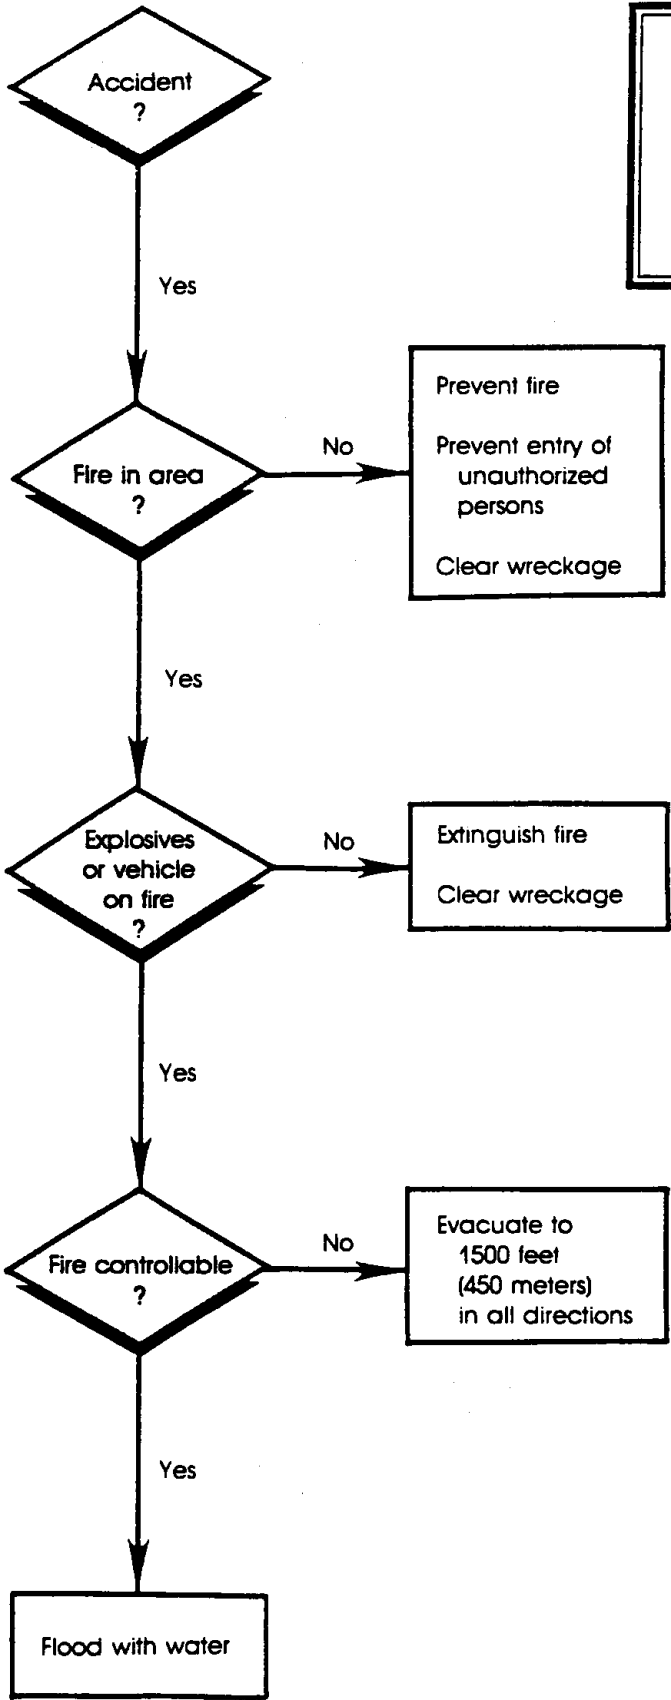 Accident
?
Yes
Fire in area
?
No
Prevent fire
Prevent entry of
unauthorized
persons
Clear wreckage
Yes
Explosives
or vehicle
on fire
?
No
Extinguish fire
Clear wreckage
Yes
Fire controllable
?
No
Evacuate to
1500 feet
(450 meters)
in all directions
Yes
Flood with water